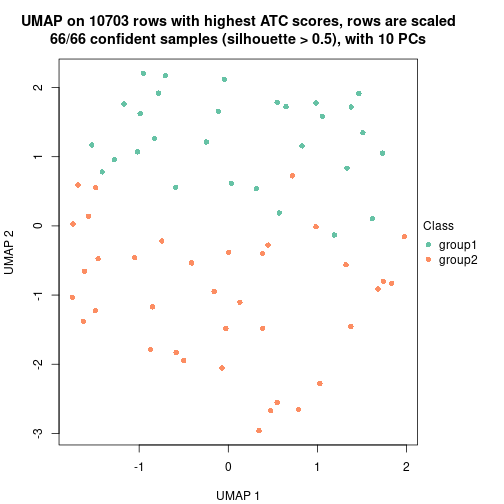 UMAP on 10703 rows with highest ATC scores, rows are scaled
66/66 confident samples (silhouette > 0.5), with 10 PCs
2
1
0
-1
-2
-3
UMAP 2
-1
0
1
2
UMAP 1
Class
group1
group2